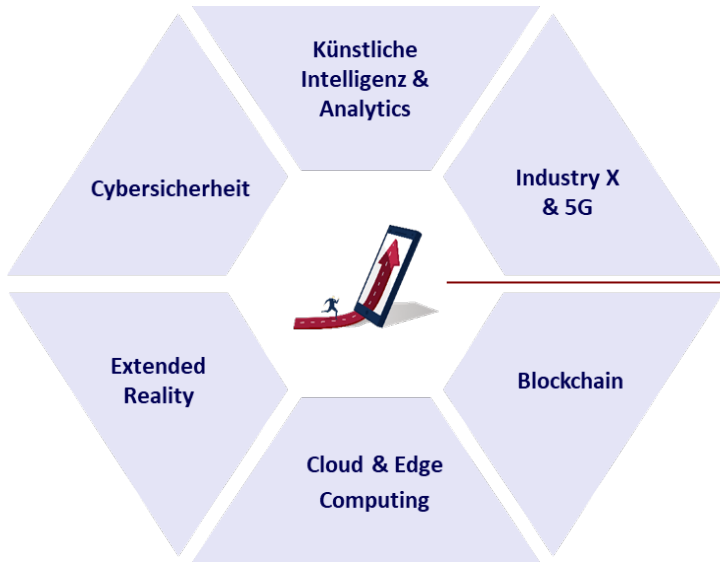 Künstliche
Intelligenz &
Analytics
Cybersicherheit
Industry X
& 5G
Extended
Reality
Blockchain
Cloud & Edge
Computing